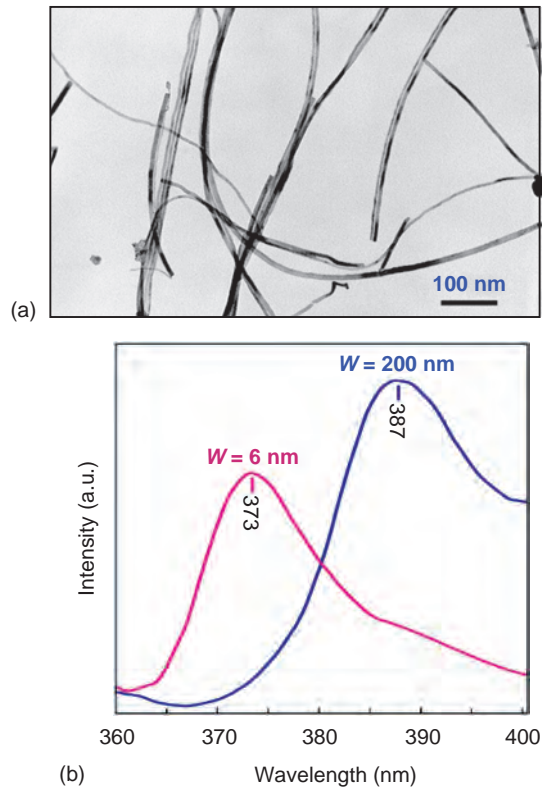 100 nm
(a)
W = 200 nm
387
W = 6 nm
373
Intensity (a.u.)
360
370
380
390
400
Wavelength (nm)
(b)